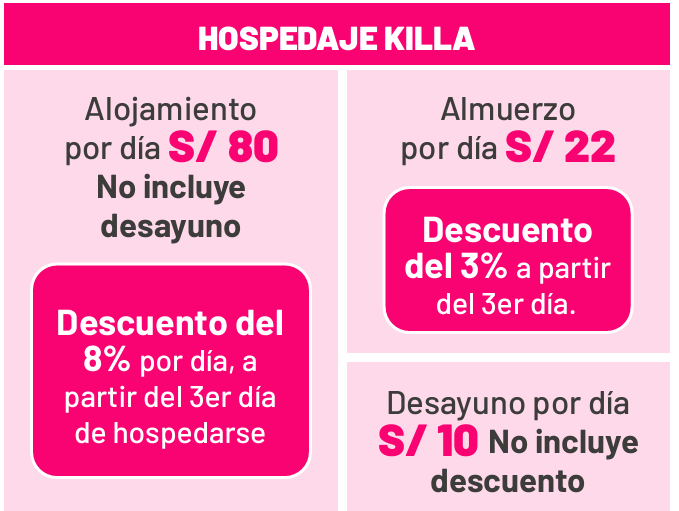 HOSPEDAJE KILLA
Alojamiento
por día S/ 80
No incluye
desayuno
Descuento del
8% por día, a
partir del 3er día
de hospedarse
Almuerzo
por día S/ 22
Descuento
del 3% a partir
del 3er día.
Desayuno por día
S/ 10 No incluye
descuento